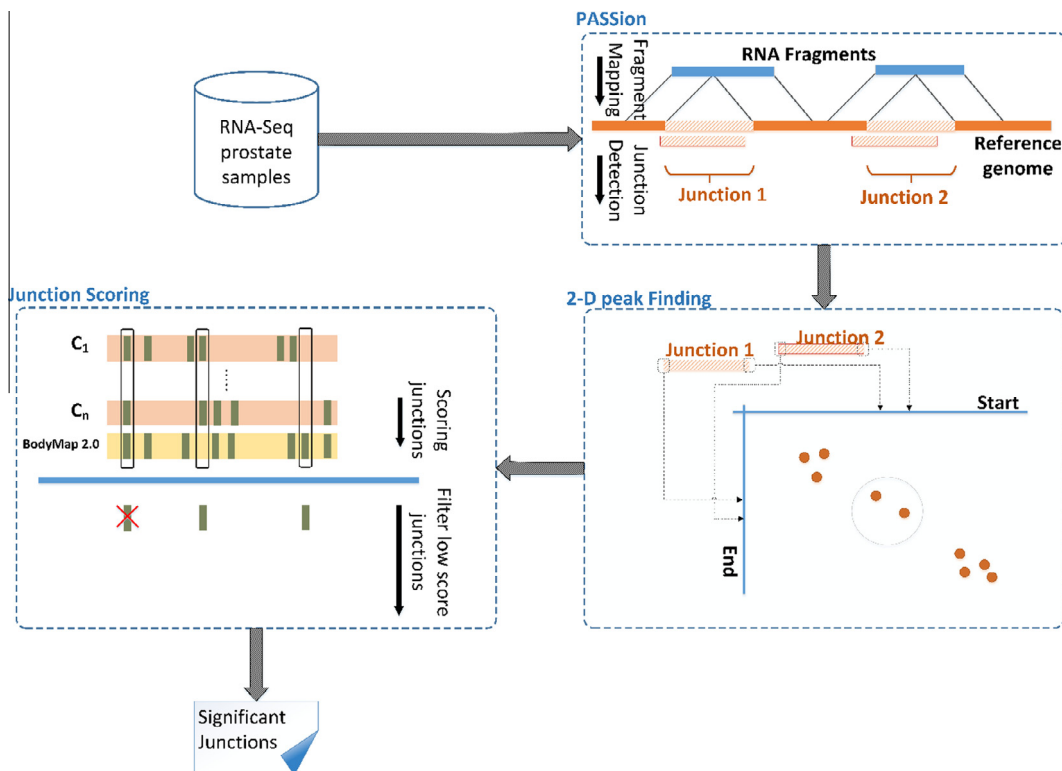 PASSion
Fragment
Mapping
RNA Fragments
RNA-Seq
prostate
samples
Junction
Detection
Reference
genome
Junction 1
Junction 2
Junction Scoring
2-D peak Finding
C1
Cn
BodyMap 2.0
Scoring
junctions
Filter low score
junctions
Junction 1
Junction 2
Start
End
Significant
Junctions